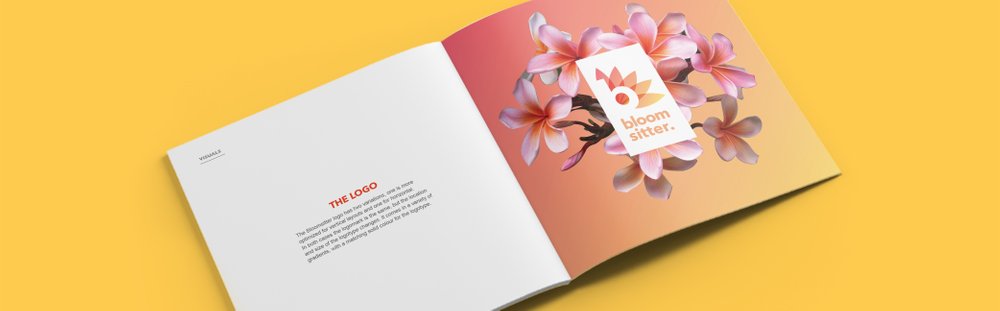 VISUALS
THE LOGO
The Bloomsitter logo has two variations, one is more
optimized for vertical layouts and one for horizontal.
In both cases the logomark is the same, but the location
and size of the logotype changes. It comes in a variety of
gradients, with a matching solid colour for the logotype.
bloom
sitter.